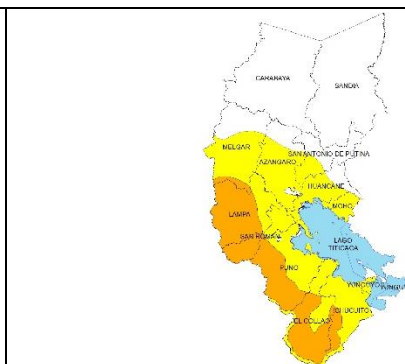 CARABAYA
SANDIA
MELGAR
SAN ANTONIO DE PUTINA
AZANGARO
HUANCANE
MOHO
LAMPA
SAN ROMAN
LAGO
TITICACA
PUNO
YUNGUYO
CHUCUITO
EL COLLAO